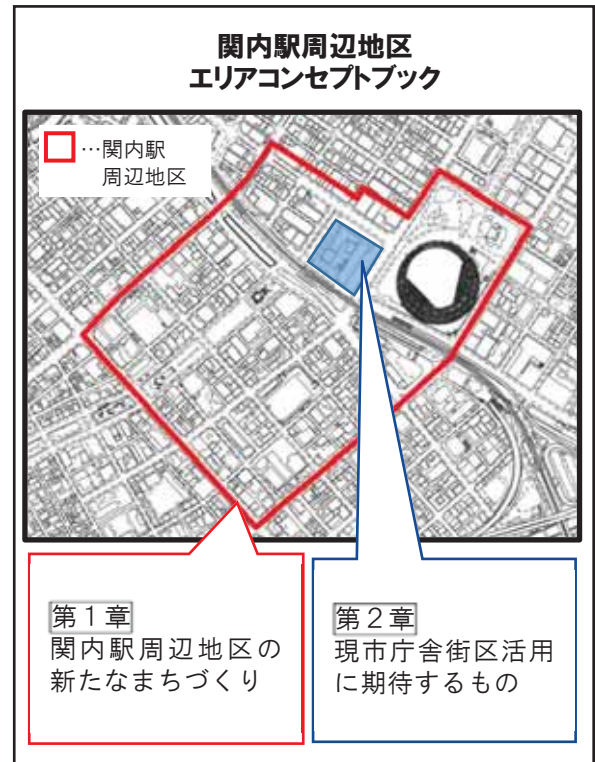 関内駅周辺地区
エリアコンセプトブック
…関内駅
周辺地区
第１章
関内駅周辺地区の
新たなまちづくり
第２章
現市庁舎街区活用
に期待するもの